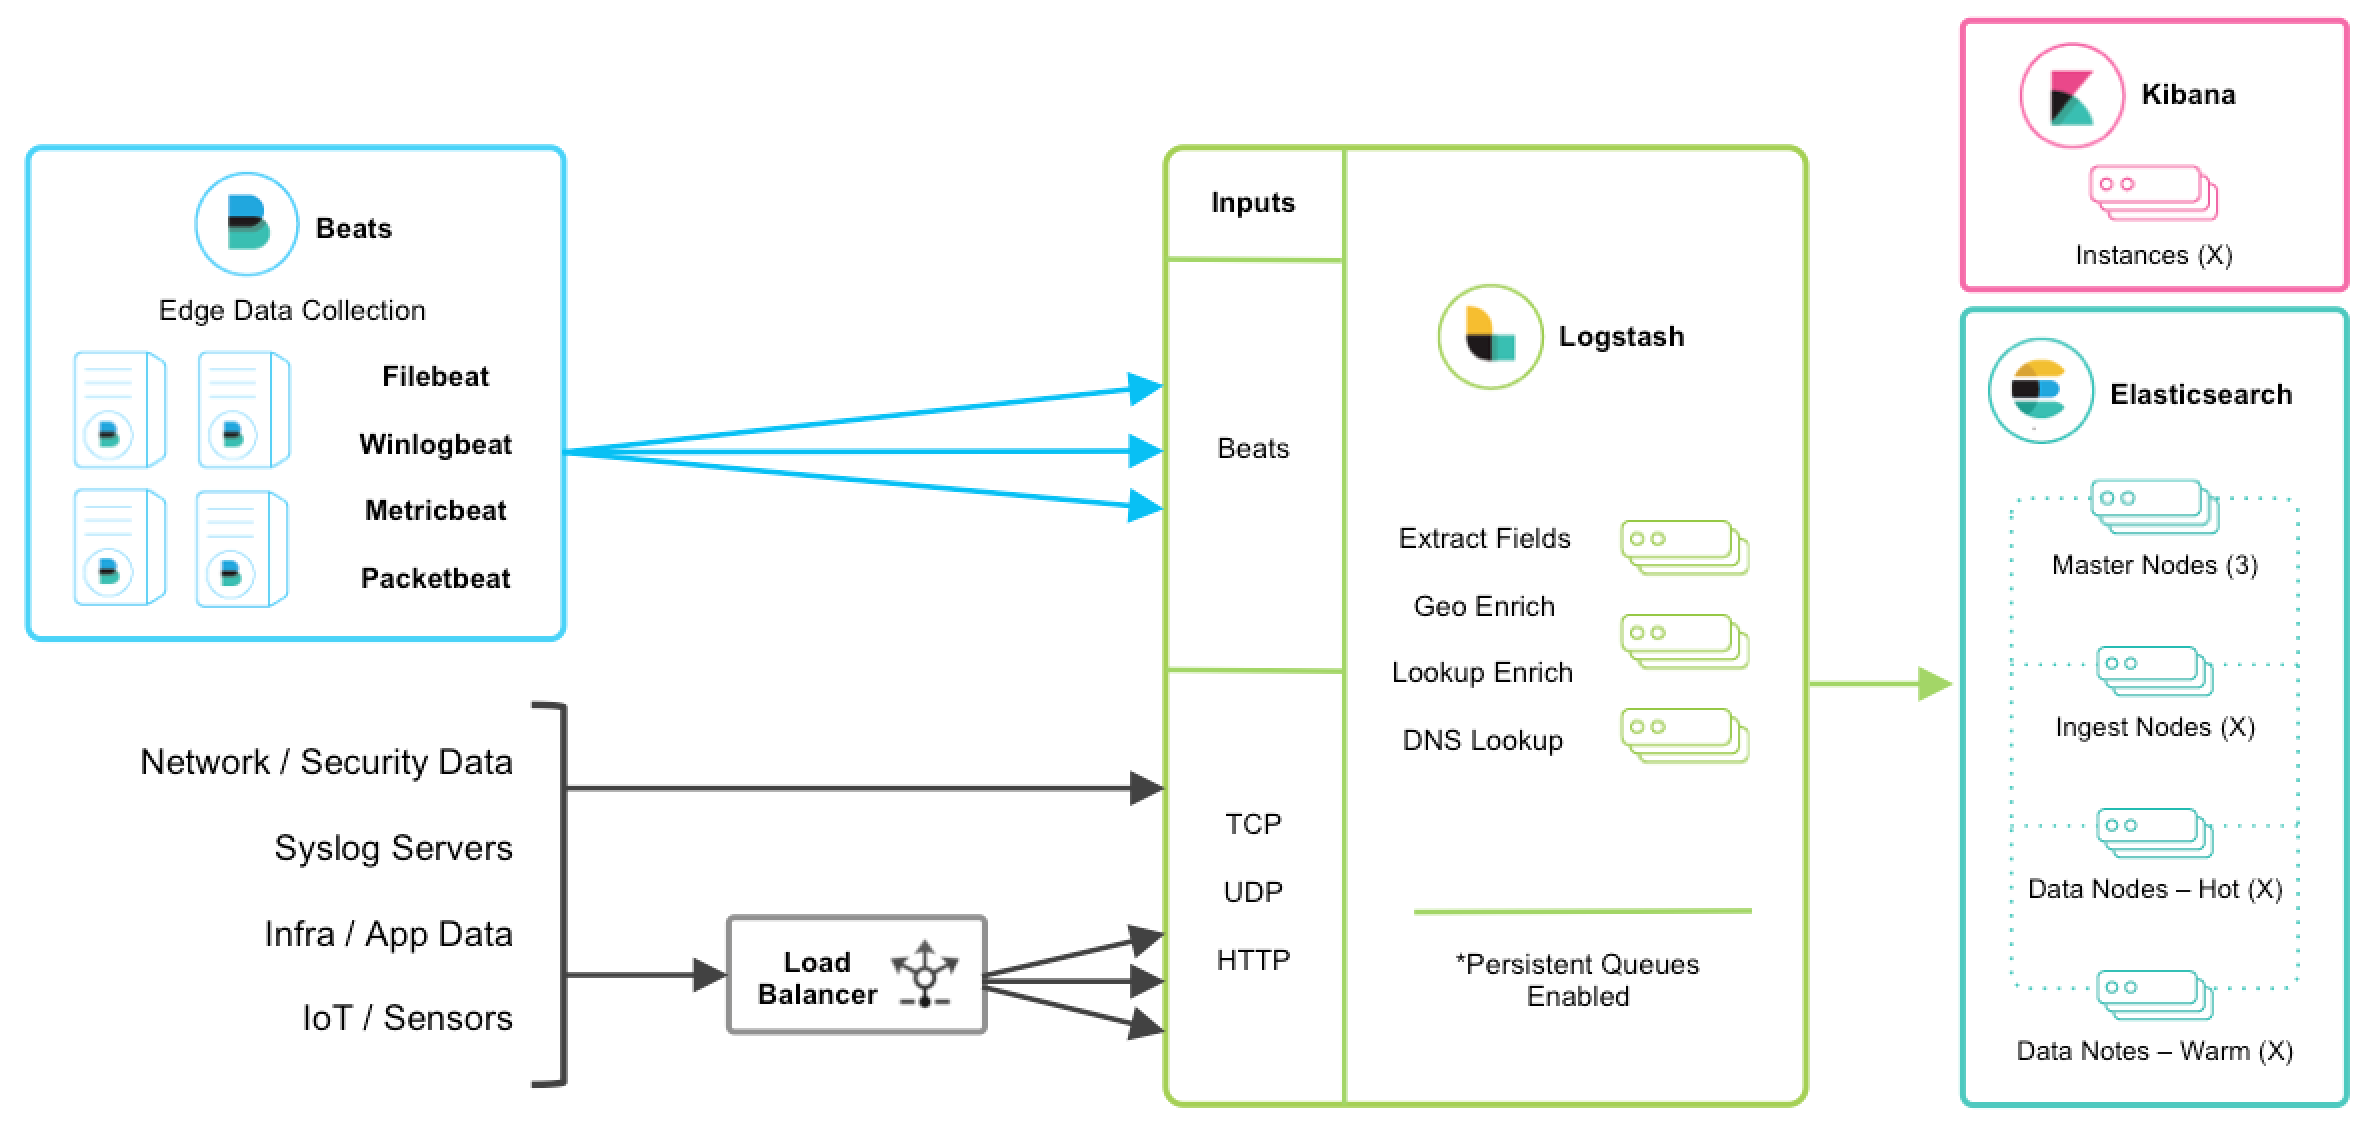 Beats
Edge Data Collection
Filebeat
Winlogbeat
Metricbeat
Packetbeat
Network / Security Data
Syslog Servers
Infra / App Data
IoT / Sensors
Load
Balancer
Inputs
Beats
TCP
UDP
HTTP
Logstash
Extract Fields
Geo Enrich
Lookup Enrich
DNS Lookup
*Persistent Queues
Enabled
Kibana
Instances (X)
Elasticsearch
Master Nodes (3)
Ingest Nodes (X)
Data Nodes – Hot (X)
Data Notes – Warm (X)